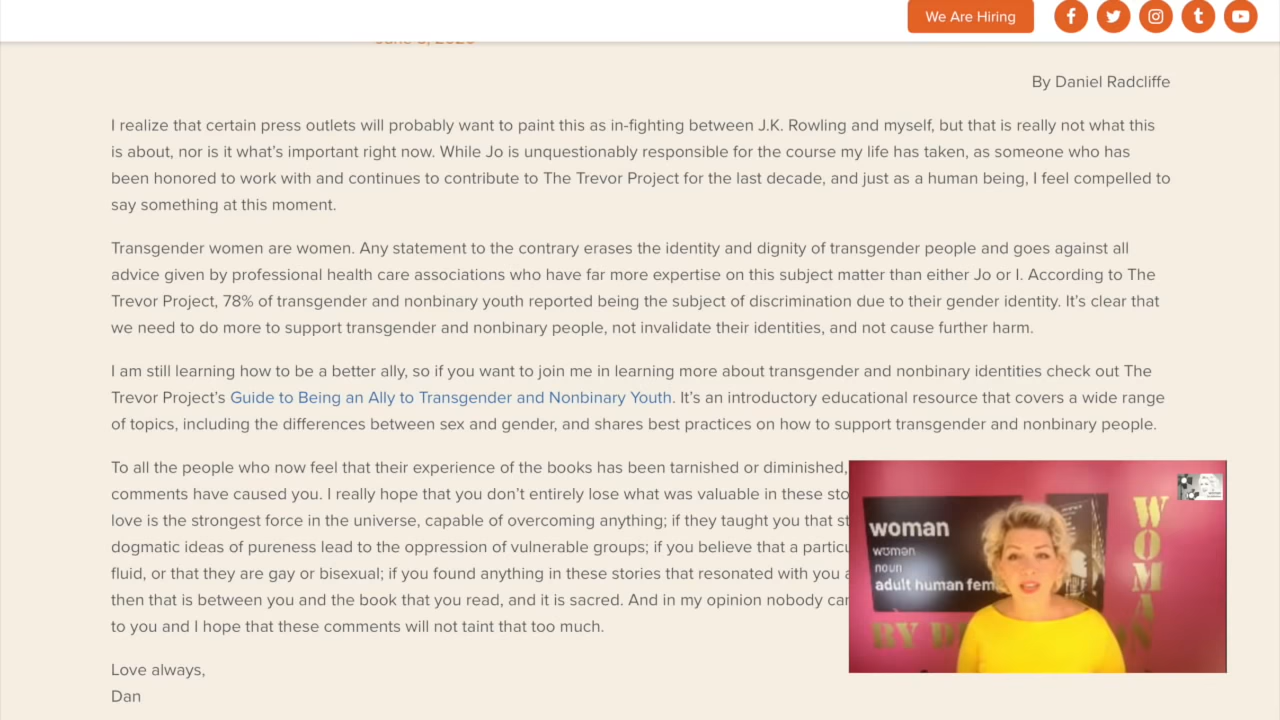 We Are Hiring
June 8, 2020
By Daniel Radcliffe
I realize that certain press outlets will probably want to paint this as in-fighting between J.K. Rowling and myself, but that is really not what this
is about, nor is it what's important right now. While Jo is unquestionably responsible for the course my life has taken, as someone who has
been honored to work with and continues to contribute to The Trevor Project for the last decade, and just as a human being, I feel compelled to
say something at this moment.
Transgender women are women. Any statement to the contrary erases the identity and dignity of transgender people and goes against all
advice given by professional health care associations who have far more expertise on this subject matter than either Jo or I. According to The
Trevor Project, 78% of transgender and nonbinary youth reported being the subject of discrimination due to their gender identity. It's clear that
we need to do more to support transgender and nonbinary people, not invalidate their identities, and not cause further harm.
I am still learning how to be a better ally, so if you want to join me in learning more about transgender and nonbinary identities check out The
Trevor Project's Guide to Being an Ally to Transgender and Nonbinary Youth. It's an introductory educational resource that covers a wide range
of topics, including the differences between sex and gender, and shares best practices on how to support transgender and nonbinary people.
To all the people who now feel that their experience of the books has been tarnished or diminished,
comments have caused you. I really hope that you don't entirely lose what was valuable in these sto
love is the strongest force in the universe, capable of overcoming anything; if they taught you that st
dogmatic ideas of pureness lead to the oppression of vulnerable groups; if you believe that a particu
fluid, or that they are gay or bisexual; if you found anything in these stories that resonated with you a
then that is between you and the book that you read, and it is sacred. And in my opinion nobody can
to you and I hope that these comments will not taint that too much.
Love always,
Dan
woman
women
noun
adult human fem
WOMAN
BY D N